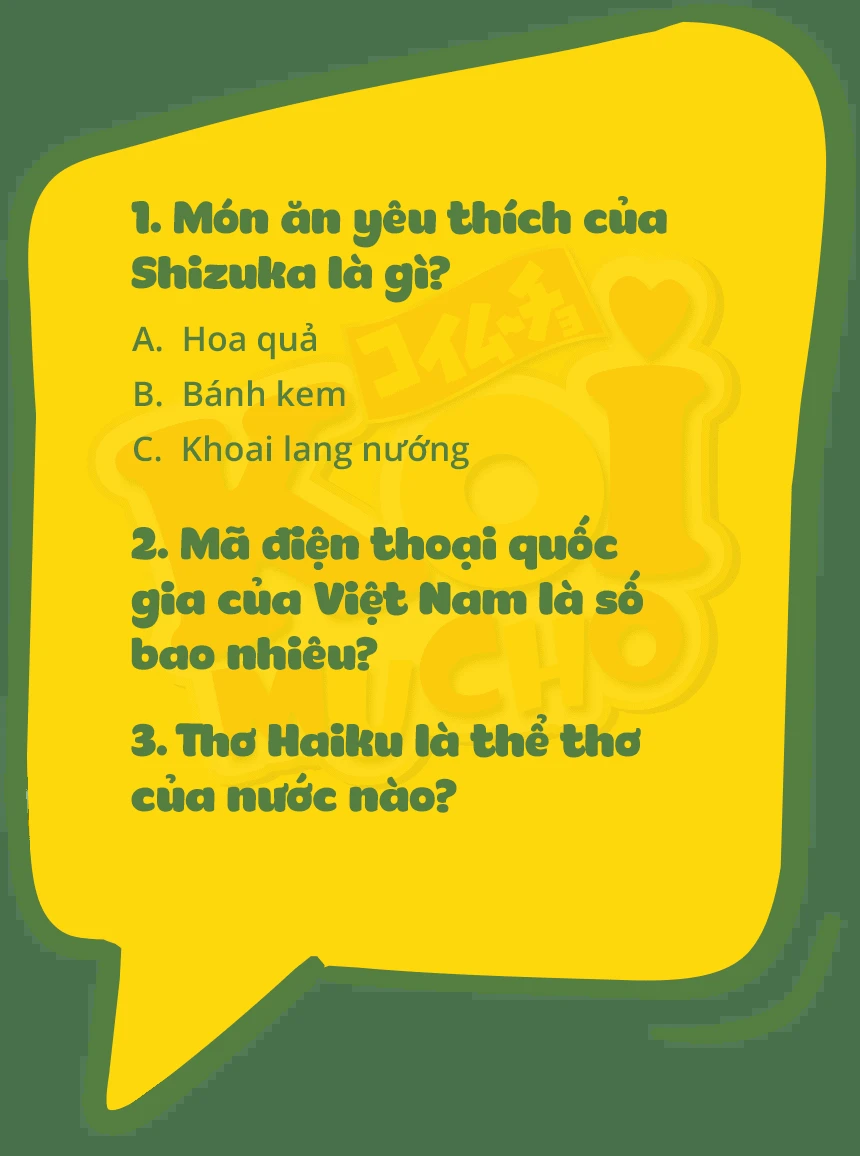 1. Món ăn yêu thích của
Shizuka là gì?
A. Hoa quả
B. Bánh kem
C. Khoai lang nướng
2. Mã điện thoại quốc
gia của Việt Nam là số
bao nhiêu?
3. Thơ Haiku là thể thơ
của nước nào?
コイムーチョ
KOI
MUCHO